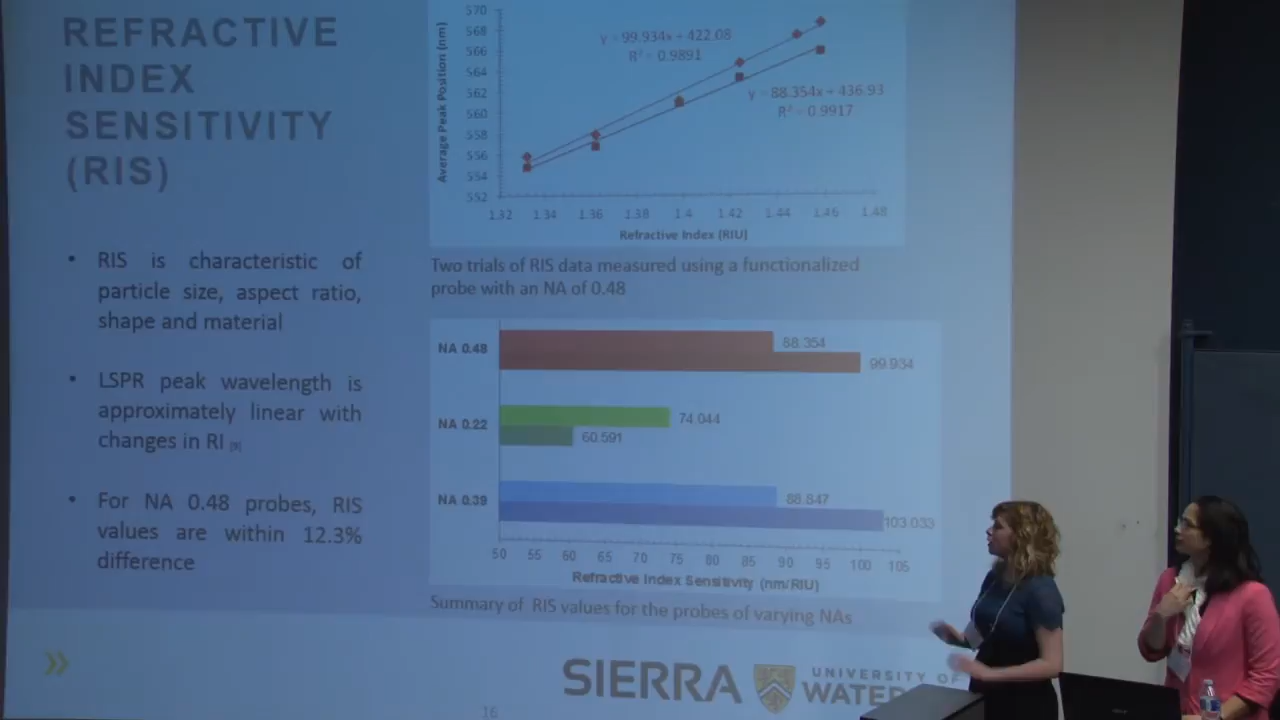 REFRACTIVE
INDEX
SENSITIVITY
(RIS)
• RIS is characteristic of
particle size, aspect ratio,
shape and material
• LSPR peak wavelength is
approximately linear with
changes in RI [9]
• For NA 0.48 probes, RIS
values are within 12.3%
difference
Average Peak Position (nm)
570
568
566
564
562
560
558
556
554
552
y = 99.934x + 422.08
R² = 0.9891
y = 88.354x + 436.93
R² = 0.9917
1.32 1.34 1.36 1.38 1.4 1.42 1.44 1.46 1.48
Refractive Index (RIU)
Two trials of RIS data measured using a functionalized
probe with an NA of 0.48
NA 0.48
88.354
99.934
NA 0.22
74.044
60.591
NA 0.39
88.847
103.033
50 55 60 65 70 75 80 85 90 95 100 105
Refractive Index Sensitivity (nm/RIU)
Summary of RIS values for the probes of varying NAs
SIERRA
UNIVERSITY OF
WATER
16